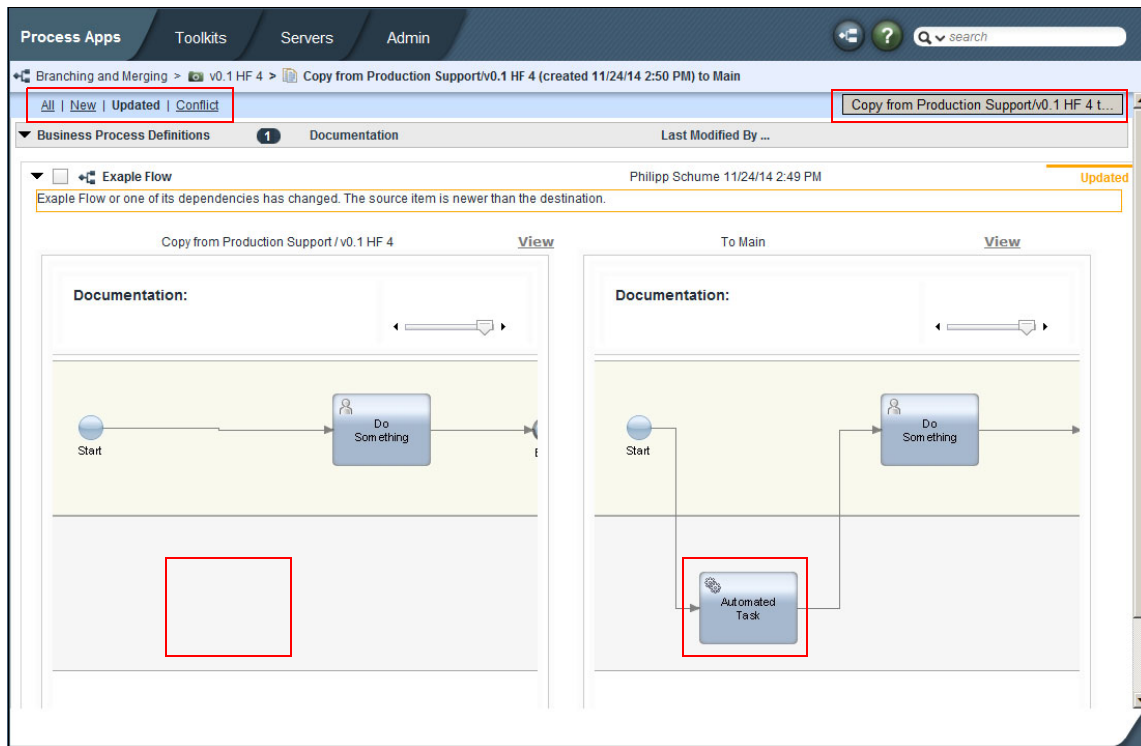 Process Apps Toolkits Servers Admin search
Branching and Merging > v0.1 HF 4 > Copy from Production Support/v0.1 HF 4 (created 11/24/14 2:50 PM) to Main
All | New | Updated | Conflict Copy from Production Support/v0.1 HF 4 t...
Business Process Definitions 1 Documentation Last Modified By ...
Exaple Flow Philipp Schume 11/24/14 2:49 PM Updated
Exaple Flow or one of its dependencies has changed. The source item is newer than the destination.
Copy from Production Support / v0.1 HF 4 View To Main View
Documentation: Documentation:
Do
Something
Start
Do
Something
Start
Automated
Task